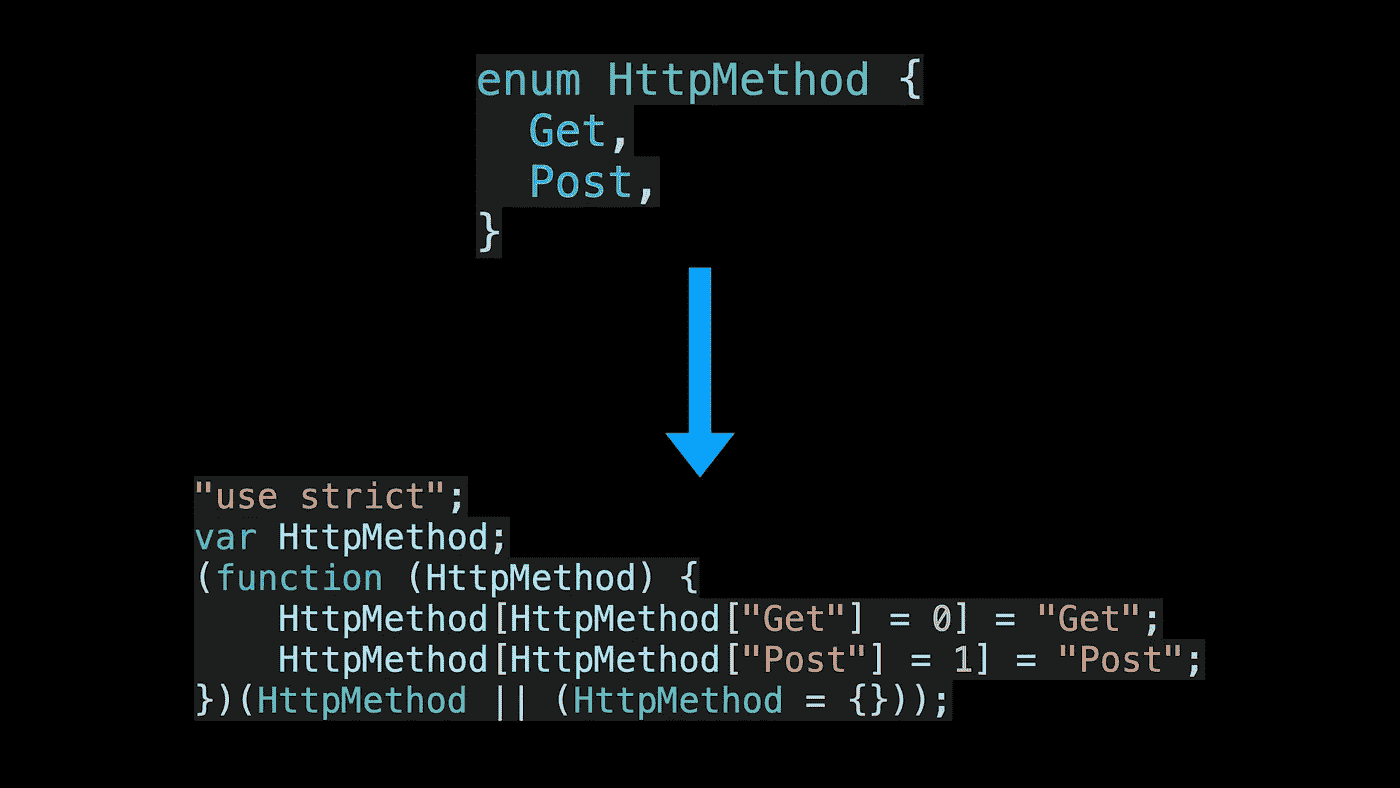 enum HttpMethod {
  Get,
  Post,
}
"use strict";
var HttpMethod;
(function (HttpMethod) {
    HttpMethod[HttpMethod["Get"] = 0] = "Get";
    HttpMethod[HttpMethod["Post"] = 1] = "Post";
})(HttpMethod || (HttpMethod = {}));